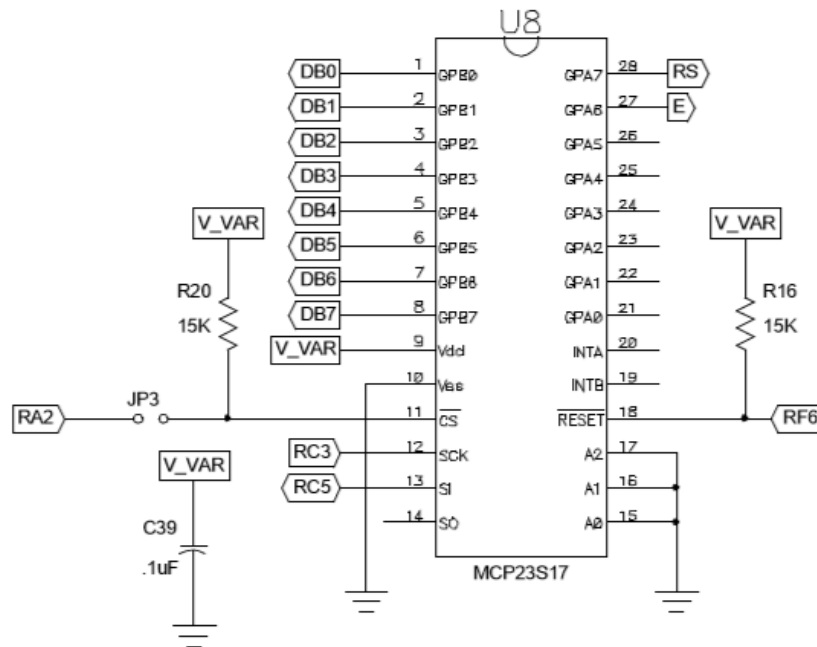 U8
DB0 1 GPB0 GPA7 28 RS
DB1 2 GPB1 GPA6 27 E
DB2 3 GPB2 GPA5 26
DB3 4 GPB3 GPA4 25
DB4 5 GPB4 GPA3 24
V_VAR V_VAR
DB5 6 GPB5 GPA2 23
DB6 7 GPB6 GPA1 22
R20 R16
DB7 8 GPB7 GPA0 21
15K 15K
V_VAR 9 Vdd INTA 20
10 Vss INTB 19
JP3
RA2 11 CS RESET 18 RF6
RC3 12 SCK A2 17
V_VAR
RC5 13 SI A1 16
14 SO A0 15
C39
.1uF
MCP23S17